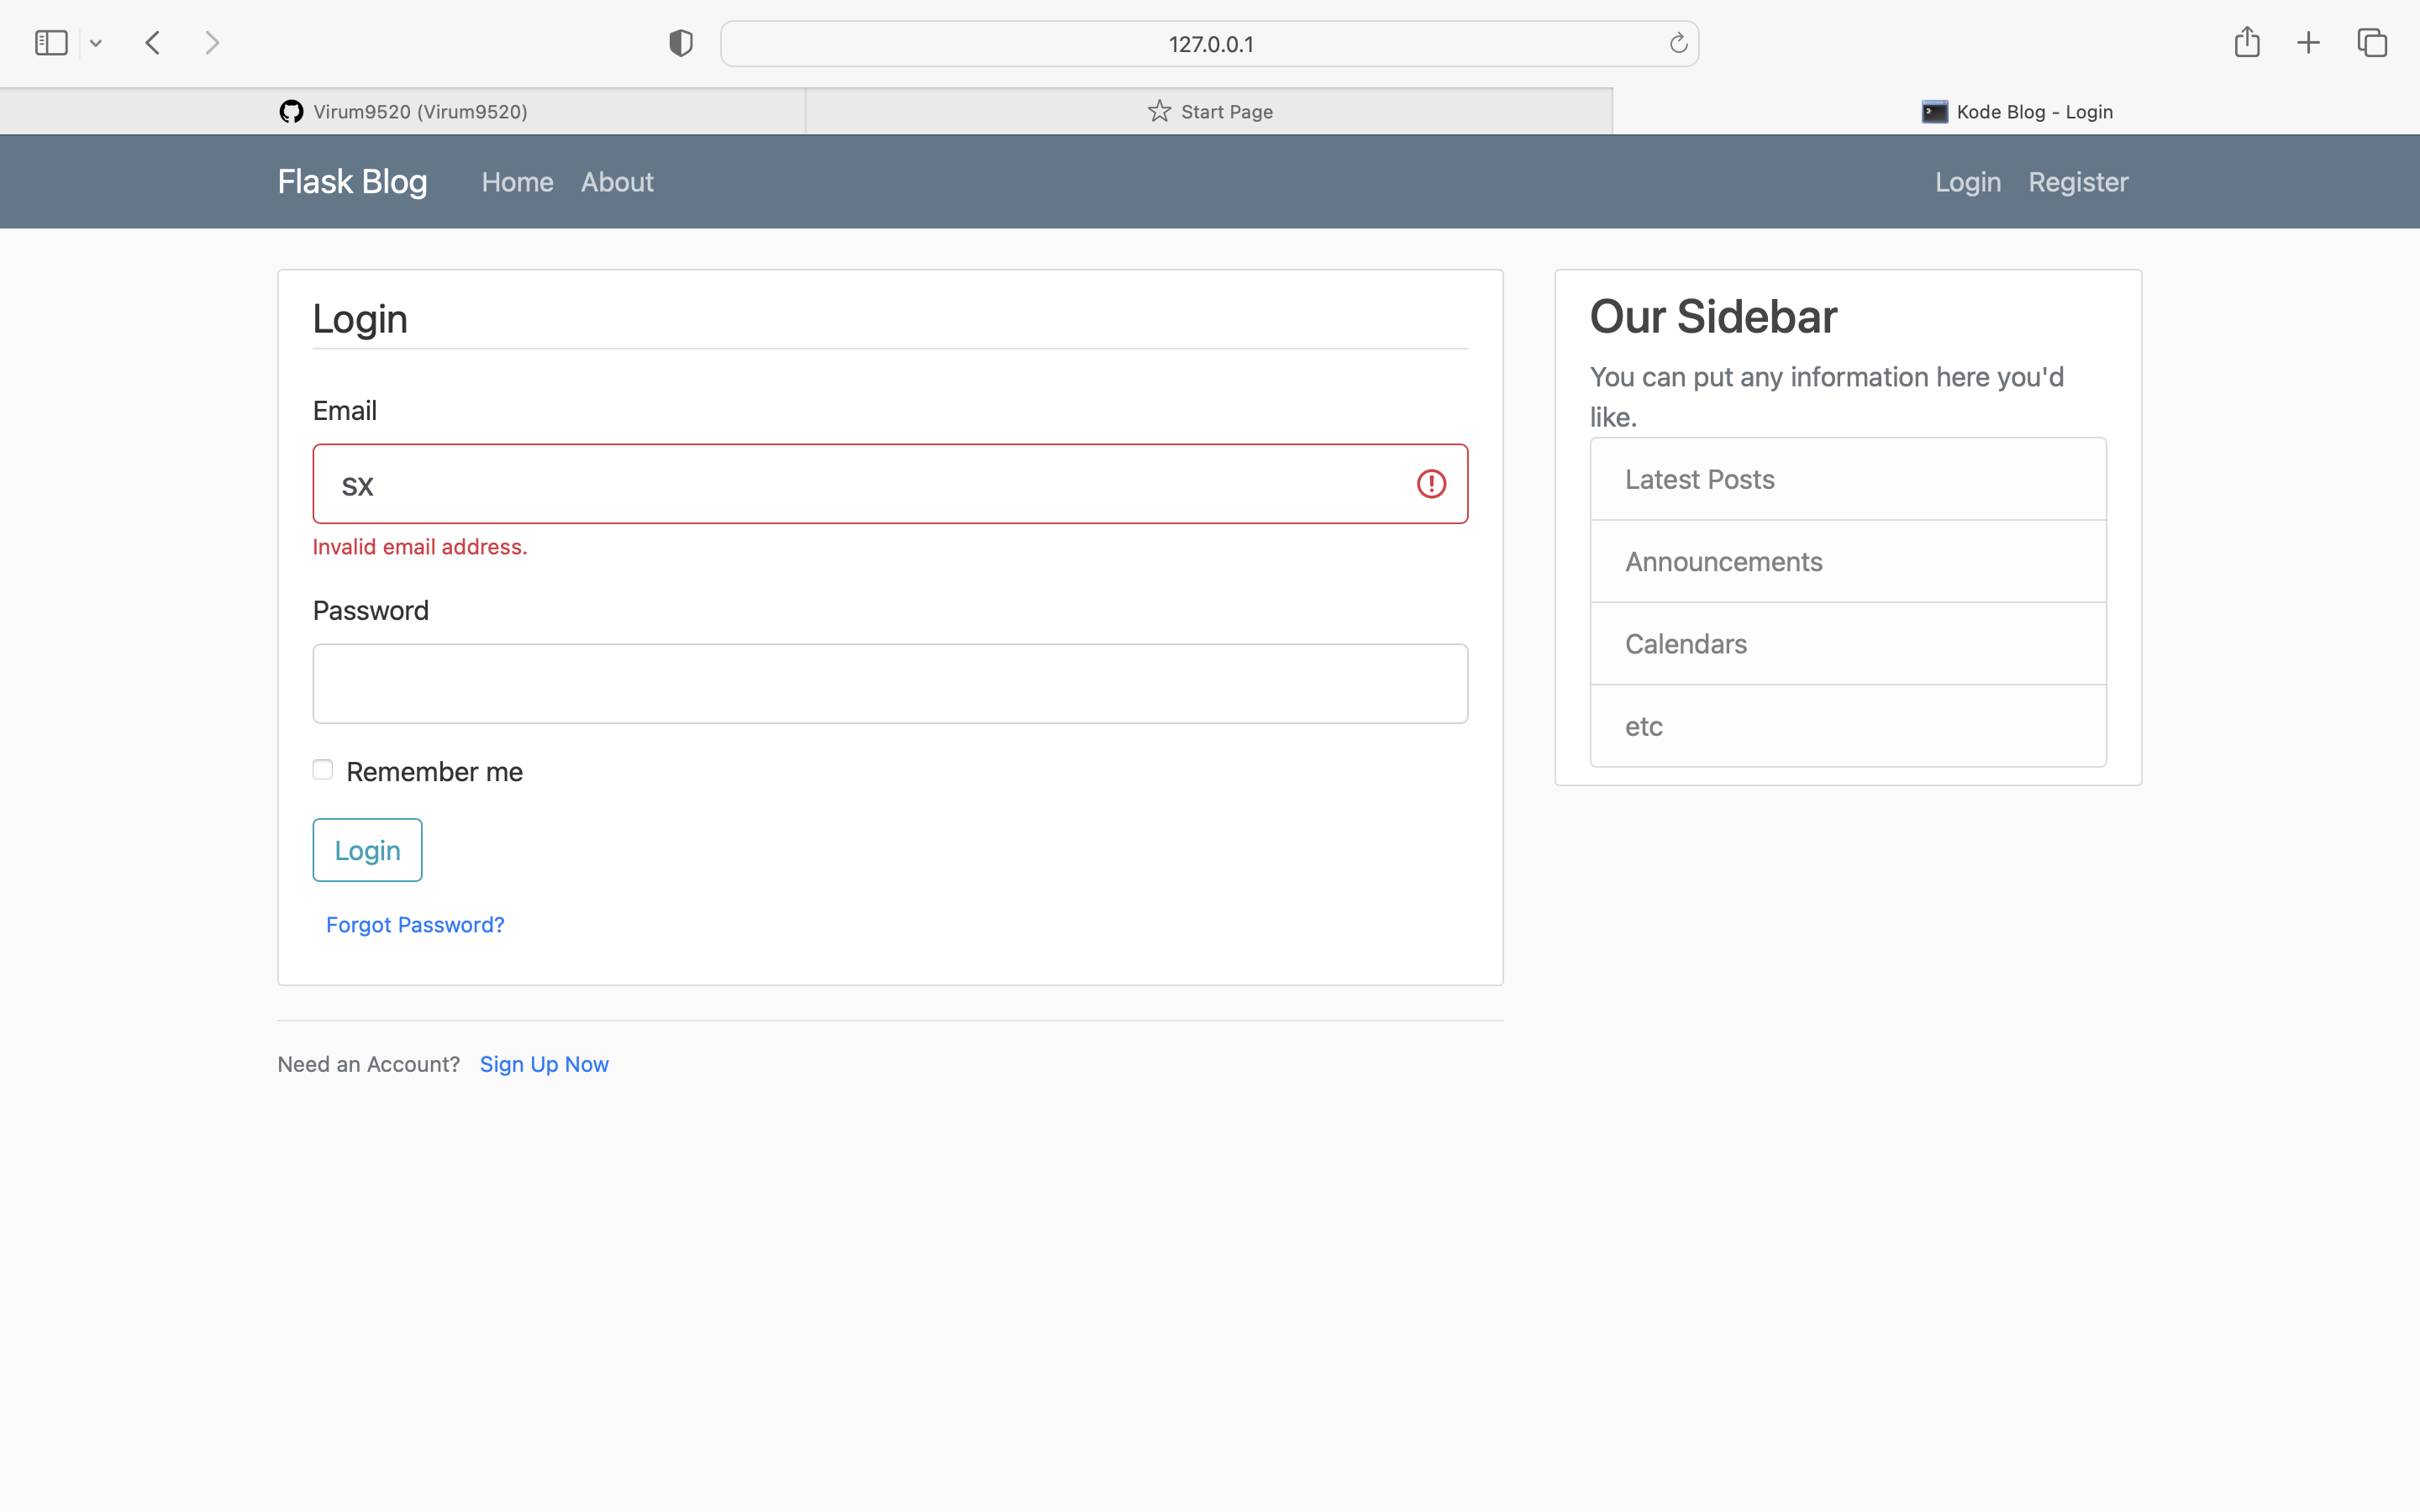 127.0.0.1
Virum9520 (Virum9520)
Start Page
Kode Blog - Login
Flask Blog
Home
About
Login
Register
Login
Email
sx
Invalid email address.
Password
Remember me
Login
Forgot Password?
Need an Account? Sign Up Now
Our Sidebar
You can put any information here you'd
like.
Latest Posts
Announcements
Calendars
etc